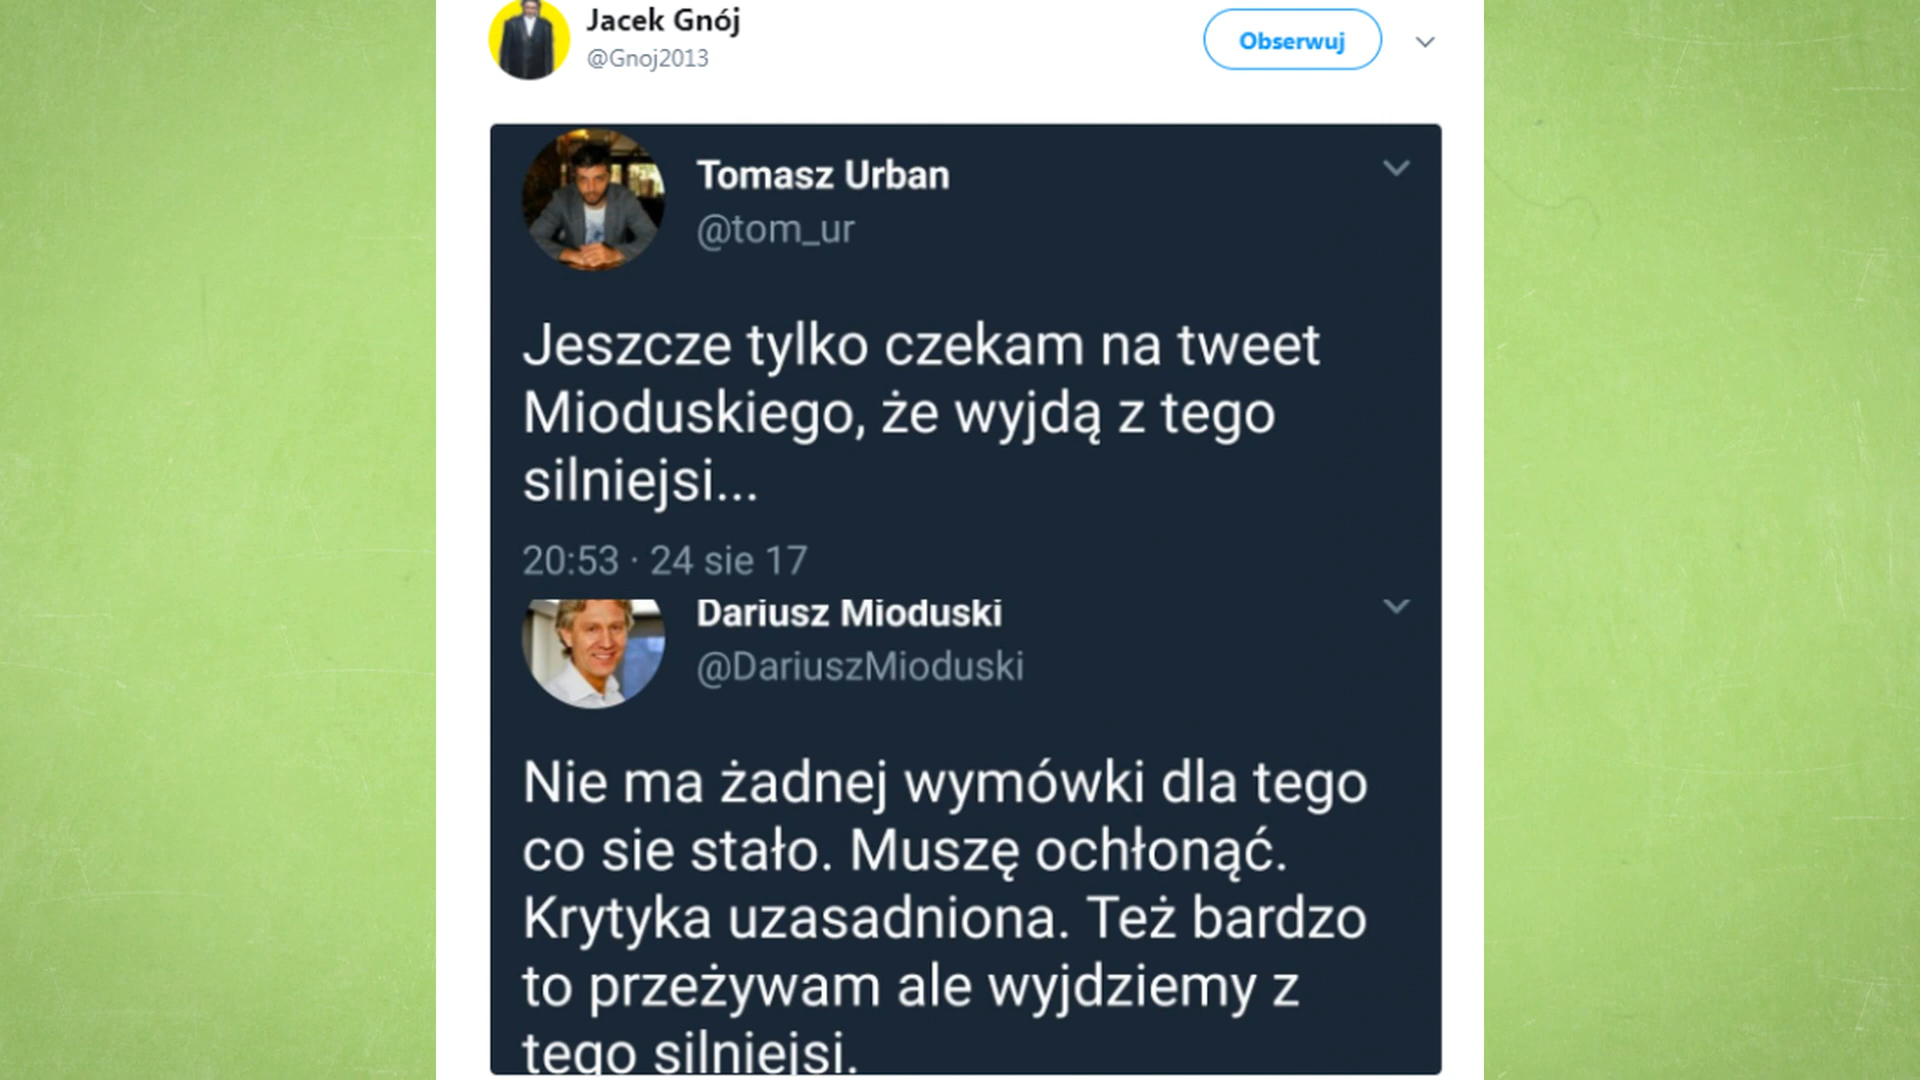 Jacek Gnój
@Gnoj2013
Obserwuj
Tomasz Urban
@tom_ur
Jeszcze tylko czekam na tweet
Mioduskiego, że wyjdą z tego
silniejsi...
20:53 · 24 sie 17
Dariusz Mioduski
@DariuszMioduski
Nie ma żadnej wymówki dla tego
co sie stało. Muszę ochłonąć.
Krytyka uzasadniona. Też bardzo
to przeżywam ale wyjdziemy z
tego silniejsi.